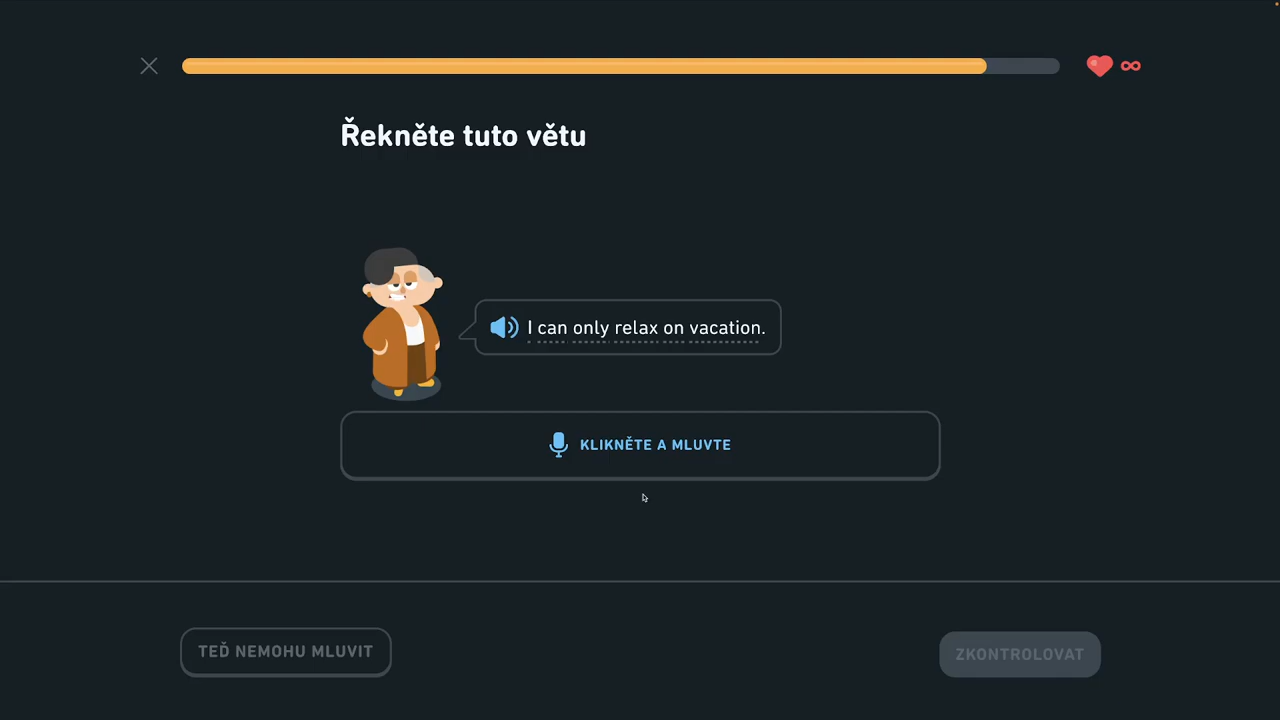 Řekněte tuto větu
I can only relax on vacation.
KLIKNĚTE A MLUVTE
TEĎ NEMOHU MLUVIT
ZKONTROLOVAT